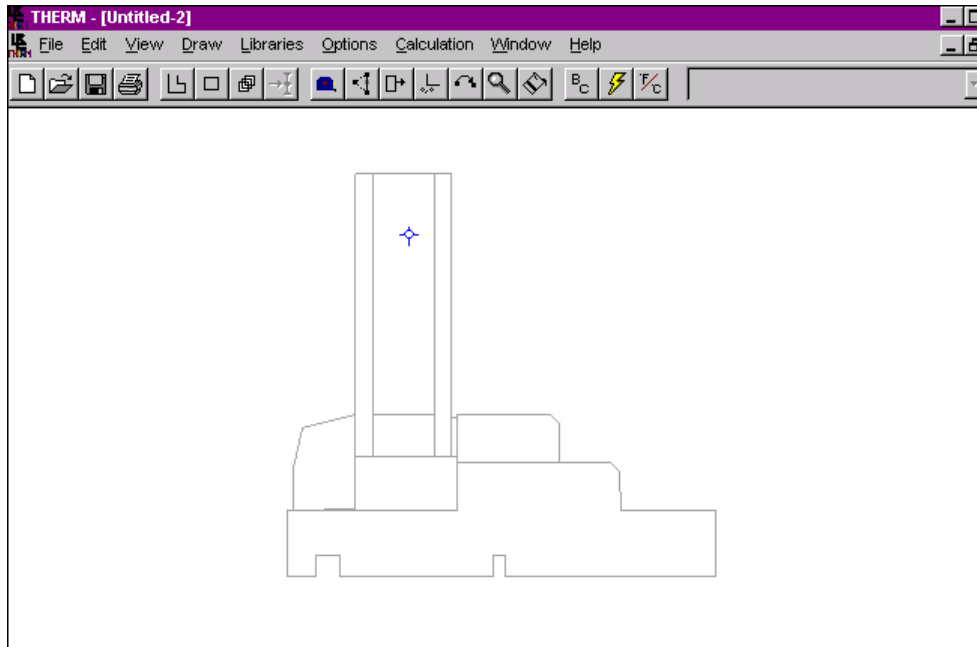 THERM - [Untitled-2]
File Edit View Draw Libraries Options Calculation Window Help
B C °F/°C